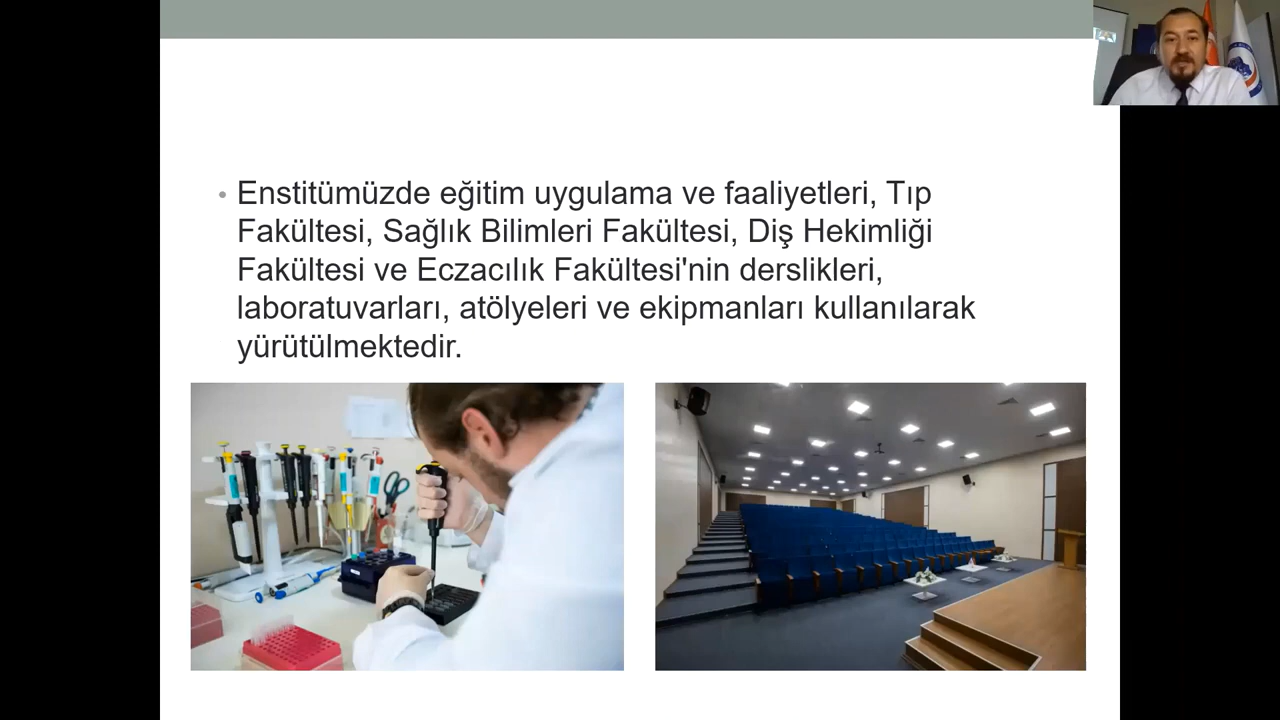 Enstitümüzde eğitim uygulama ve faaliyetleri, Tıp
Fakültesi, Sağlık Bilimleri Fakültesi, Diş Hekimliği
Fakültesi ve Eczacılık Fakültesi'nin derslikleri,
laboratuvarları, atölyeleri ve ekipmanları kullanılarak
yürütülmektedir.